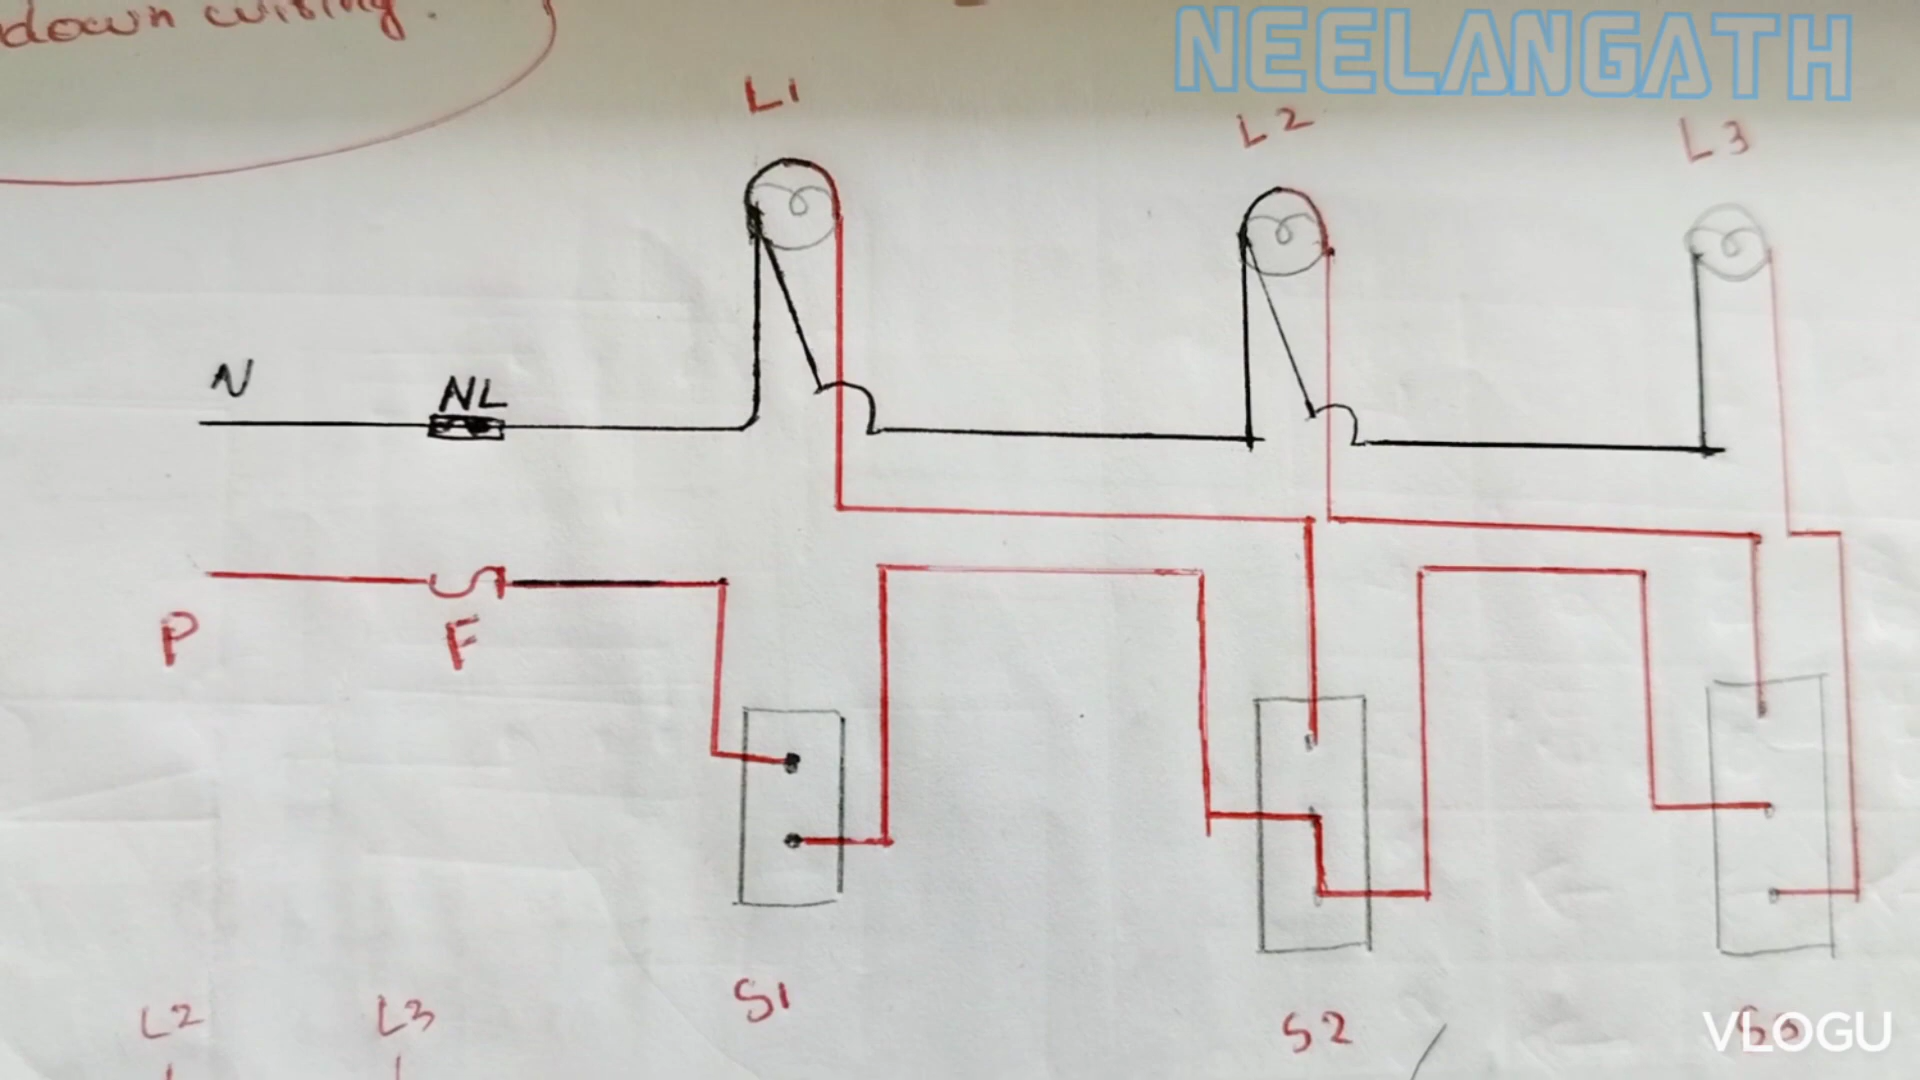 down wiring.
NEELANGATH
L1
L2
L3
N
NL
P
F
S1
S2
L2
L3
VLOGU